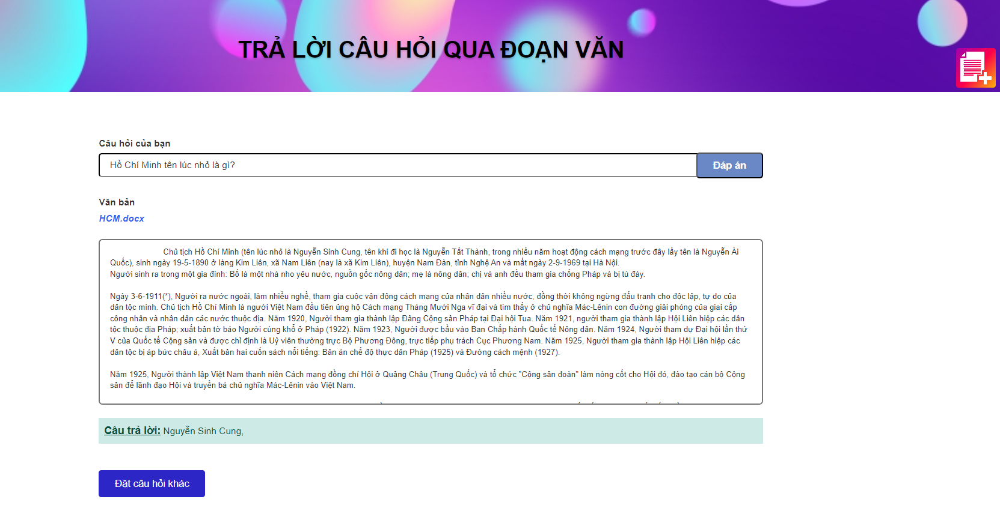 TRẢ LỜI CÂU HỎI QUA ĐOẠN VĂN
Câu hỏi của bạn
Hồ Chí Minh tên lúc nhỏ là gì?
Đáp án
Văn bản
HCM.docx
Chủ tịch Hồ Chí Minh (tên lúc nhỏ là Nguyễn Sinh Cung, tên khi đi học là Nguyễn Tất Thành, trong nhiều năm hoạt động cách mạng trước đây lấy tên là Nguyễn Ái
Quốc), sinh ngày 19-5-1890 ở làng Kim Liên, xã Nam Liên (nay là xã Kim Liên), huyện Nam Đàn, tỉnh Nghệ An và mất ngày 2-9-1969 tại Hà Nội.
Người sinh ra trong một gia đình: Bố là một nhà nho yêu nước, nguồn gốc nông dân; mẹ là nông dân; chị và anh đều tham gia chống Pháp và bị tù đày.
Ngày 3-6-1911(*), Người ra nước ngoài, làm nhiều nghề, tham gia cuộc vận động cách mạng của nhân dân nhiều nước, đồng thời không ngừng đấu tranh cho độc lập, tự do của
dân tộc mình. Chủ tịch Hồ Chí Minh là người Việt Nam đầu tiên ủng hộ Cách mạng Tháng Mười Nga vĩ đại và tìm thấy ở chủ nghĩa Mác-Lênin con đường giải phóng của giai cấp
công nhân và nhân dân các nước thuộc địa. Năm 1920, Người tham gia thành lập Đảng Cộng sản Pháp tại Đại hội Tua. Năm 1921, người tham gia thành lập Hội Liên hiệp các dân
tộc thuộc địa Pháp; xuất bản tờ báo Người cùng khổ ở Pháp (1922). Năm 1923, Người được bầu vào Ban Chấp hành Quốc tế Nông dân. Năm 1924, Người tham dự Đại hội lần thứ
V của Quốc tế Cộng sản và được chỉ định là Uỷ viên thường trực Bộ Phương Đông, trực tiếp phụ trách Cục Phương Nam. Năm 1925, Người tham gia thành lập Hội Liên hiệp các
dân tộc bị áp bức châu á, Xuất bản hai cuốn sách nổi tiếng: Bản án chế độ thực dân Pháp (1925) và Đường cách mệnh (1927).
Năm 1925, Người thành lập Việt Nam thanh niên Cách mạng đồng chí Hội ở Quảng Châu (Trung Quốc) và tổ chức "Cộng sản đoàn" làm nòng cốt cho Hội đó, đào tạo cán bộ Cộng
sản để lãnh đạo Hội và truyền bá chủ nghĩa Mác-Lênin vào Việt Nam.
Câu trả lời: Nguyễn Sinh Cung,
Đặt câu hỏi khác